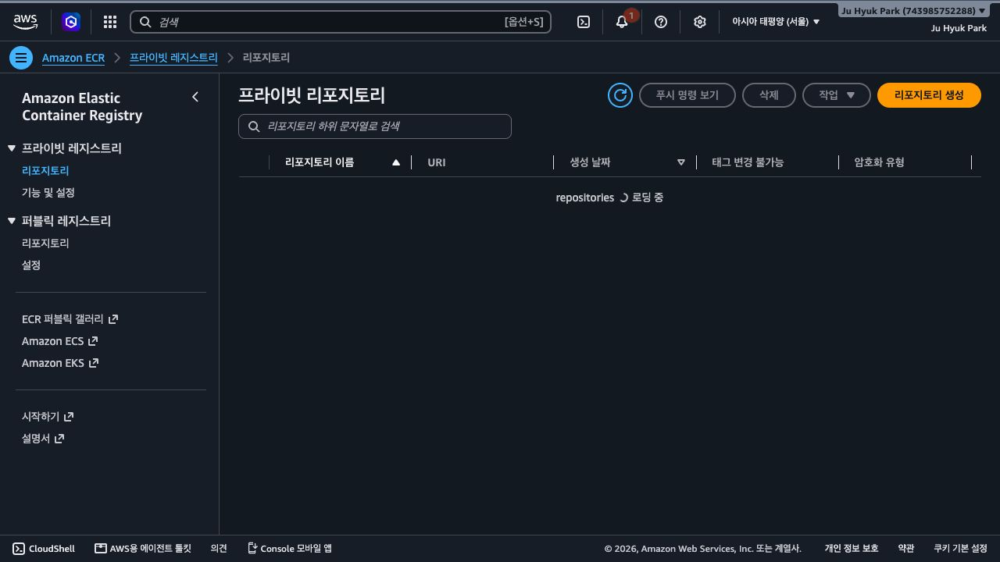 aws
검색
[옵션+S]
1
아시아 태평양 (서울)
Ju Hyuk Park (743985752288)
Ju Hyuk Park
Amazon ECR
프라이빗 레지스트리
리포지토리
Amazon Elastic
Container Registry
프라이빗 레지스트리
리포지토리
기능 및 설정
퍼블릭 레지스트리
리포지토리
설정
ECR 퍼블릭 갤러리
Amazon ECS
Amazon EKS
시작하기
설명서
프라이빗 리포지토리
푸시 명령 보기
삭제
작업
리포지토리 생성
리포지토리 하위 문자열로 검색
리포지토리 이름
URI
생성 날짜
태그 변경 불가능
암호화 유형
repositories 로딩 중
CloudShell
AWS용 에이전트 툴킷
의견
Console 모바일 앱
© 2026, Amazon Web Services, Inc. 또는 계열사.
개인 정보 보호
약관
쿠키 기본 설정